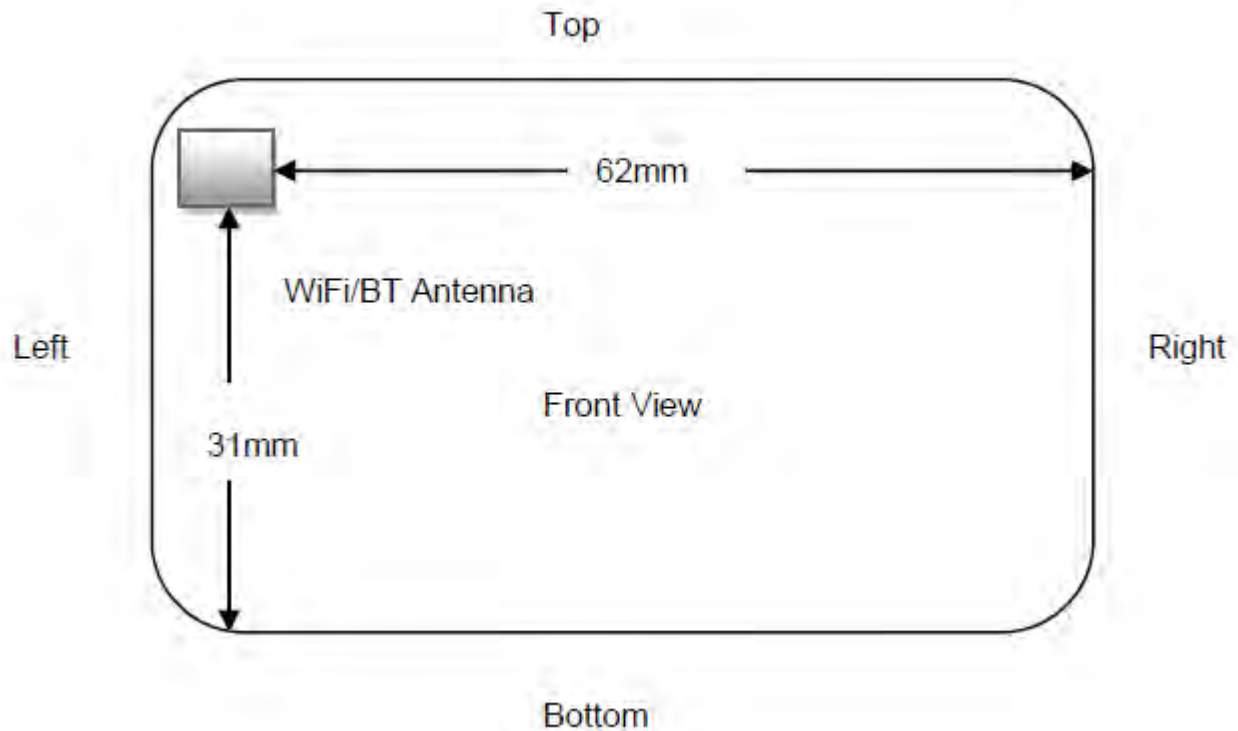 Top
62mm
WiFi/BT Antenna
Left
Right
Front View
31mm
Bottom